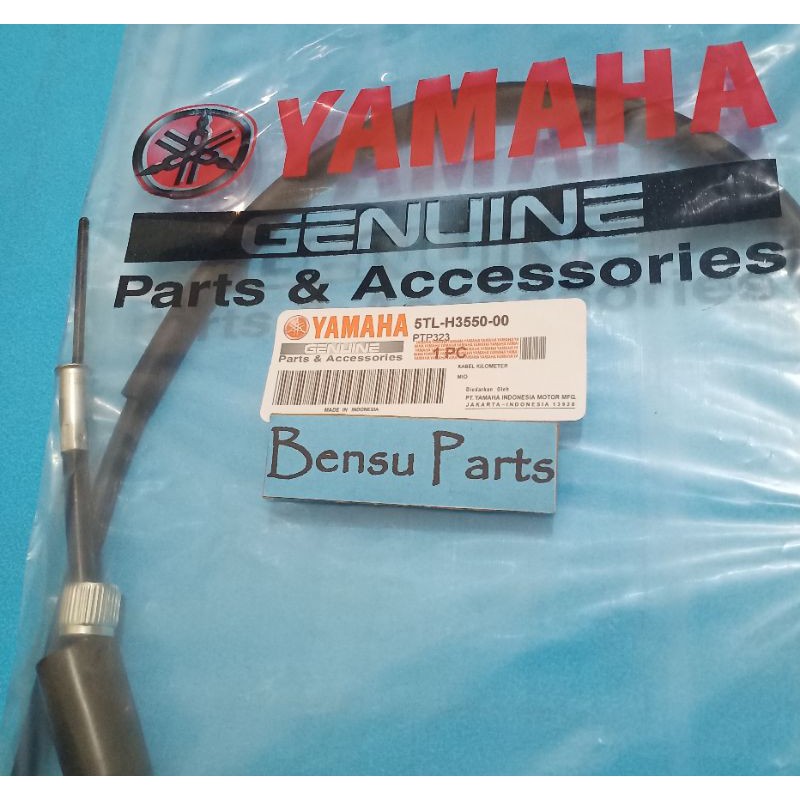 YAMAHA
GENUINE
Parts & Accessories
YAMAHA
GENUINE
Parts & Accessories
MADE IN INDONESIA
5TL-H3550-00
PTP323
1 PC
KABEL KILOMETER
MIO
Diedarkan Oleh
PT. YAMAHA INDONESIA MOTOR MFG.
JAKARTA-INDONESIA 13920
Bensu Parts